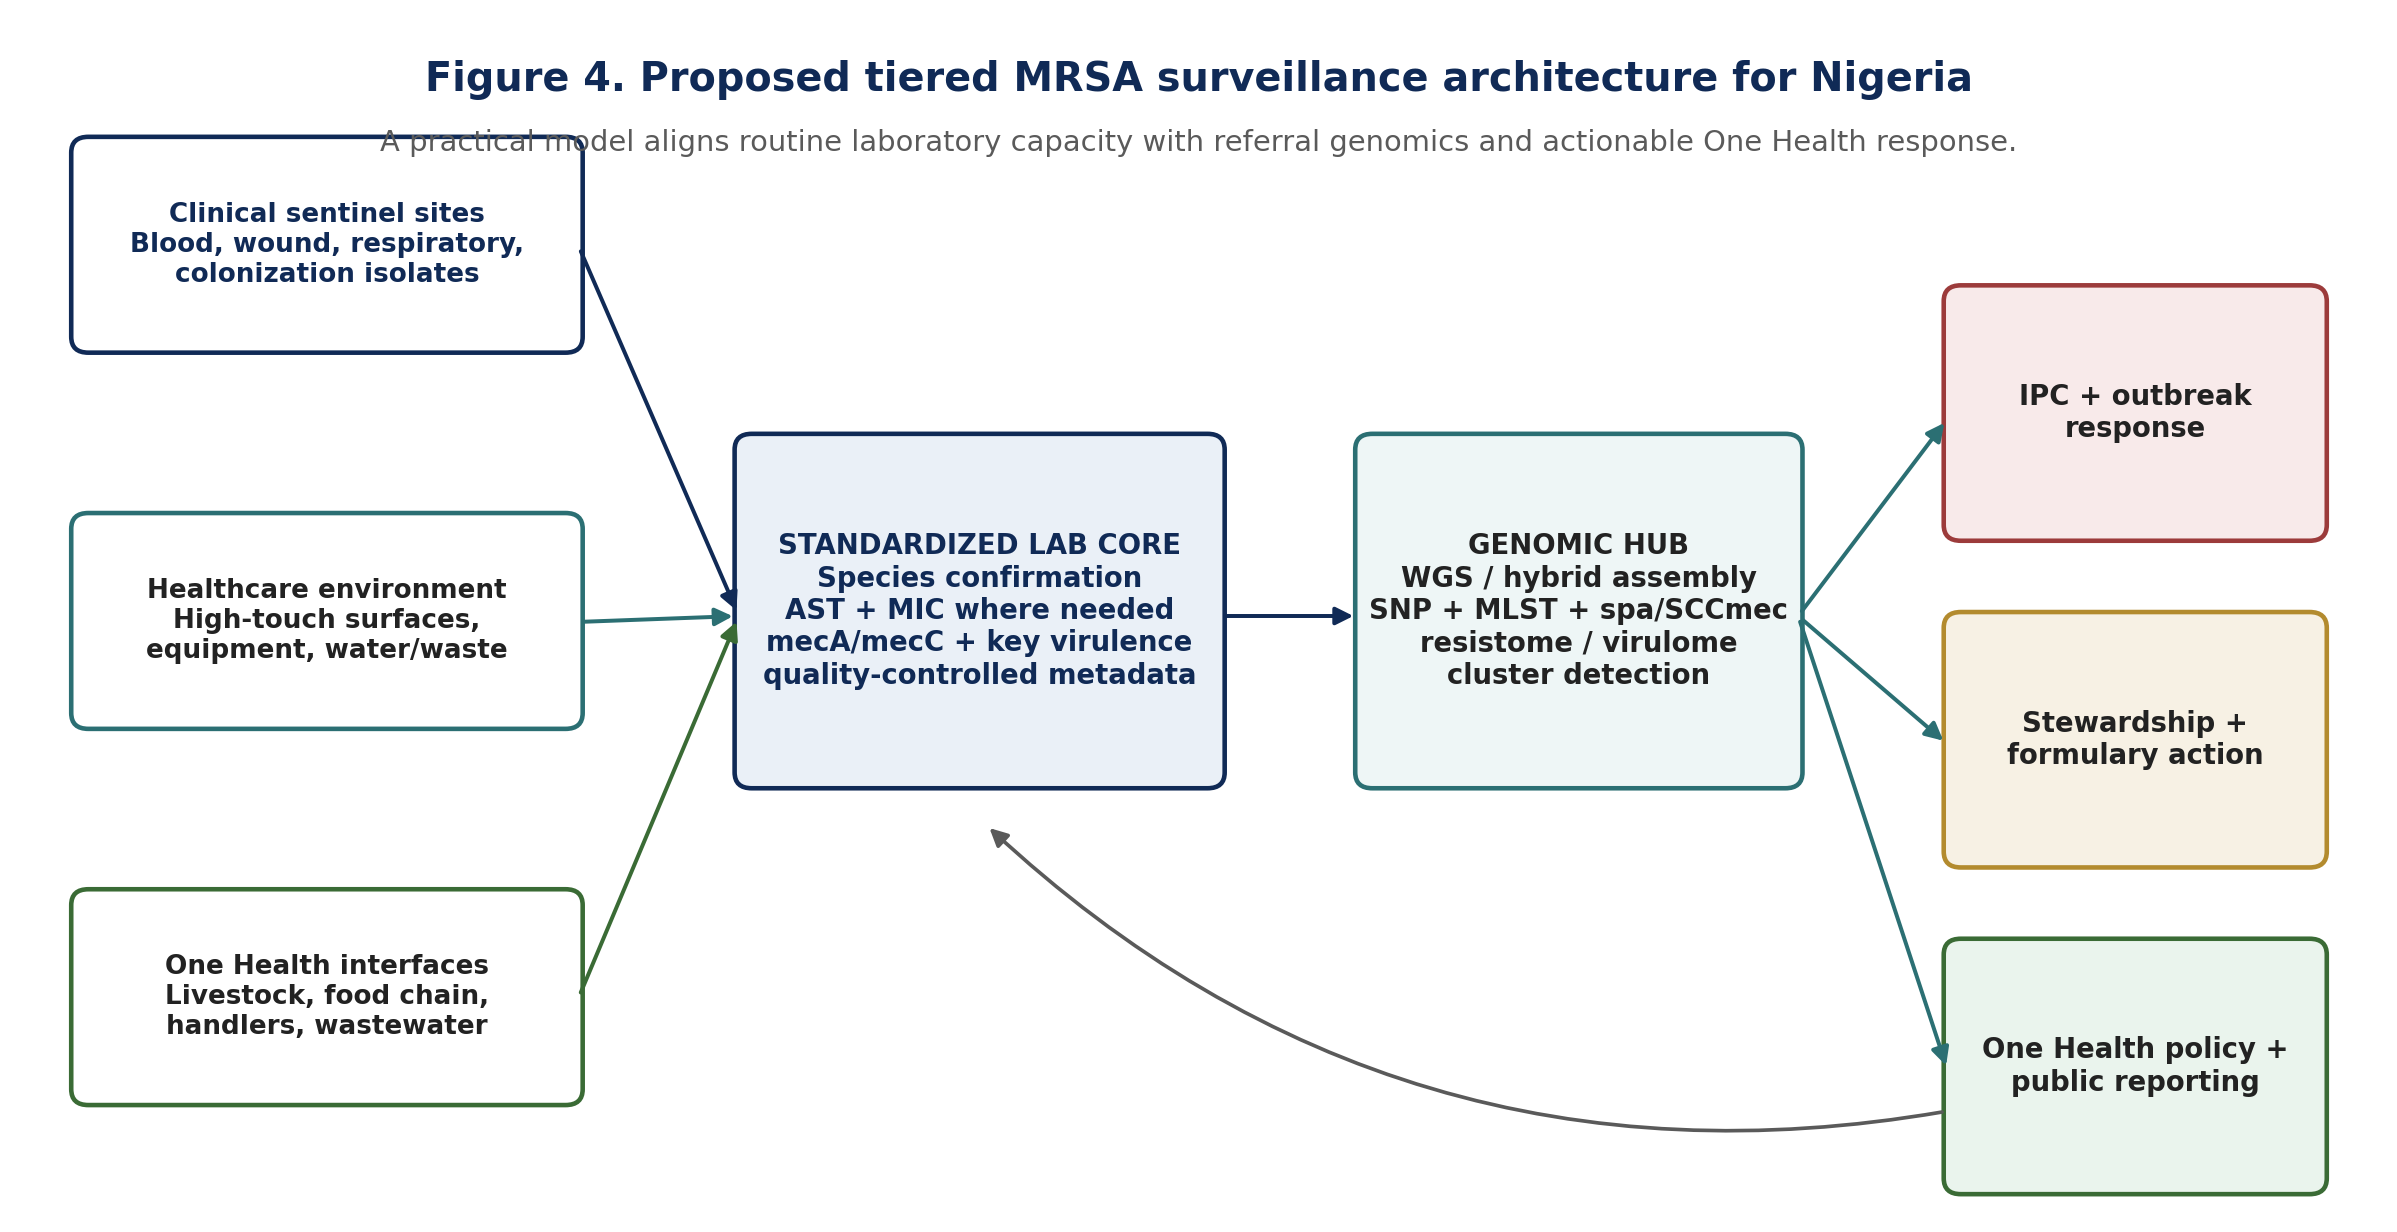 Figure 4. Proposed tiered MRSA surveillance architecture for Nigeria
A practical model aligns routine laboratory capacity with referral genomics and actionable One Health response.
Clinical sentinel sites
Blood, wound, respiratory,
colonization isolates
Healthcare environment
High-touch surfaces,
equipment, water/waste
One Health interfaces
Livestock, food chain,
handlers, wastewater
STANDARDIZED LAB CORE
Species confirmation
AST + MIC where needed
mecA/mecC + key virulence
quality-controlled metadata
GENOMIC HUB
WGS / hybrid assembly
SNP + MLST + spa/SCCmec
resistome / virulome
cluster detection
IPC + outbreak
response
Stewardship +
formulary action
One Health policy +
public reporting